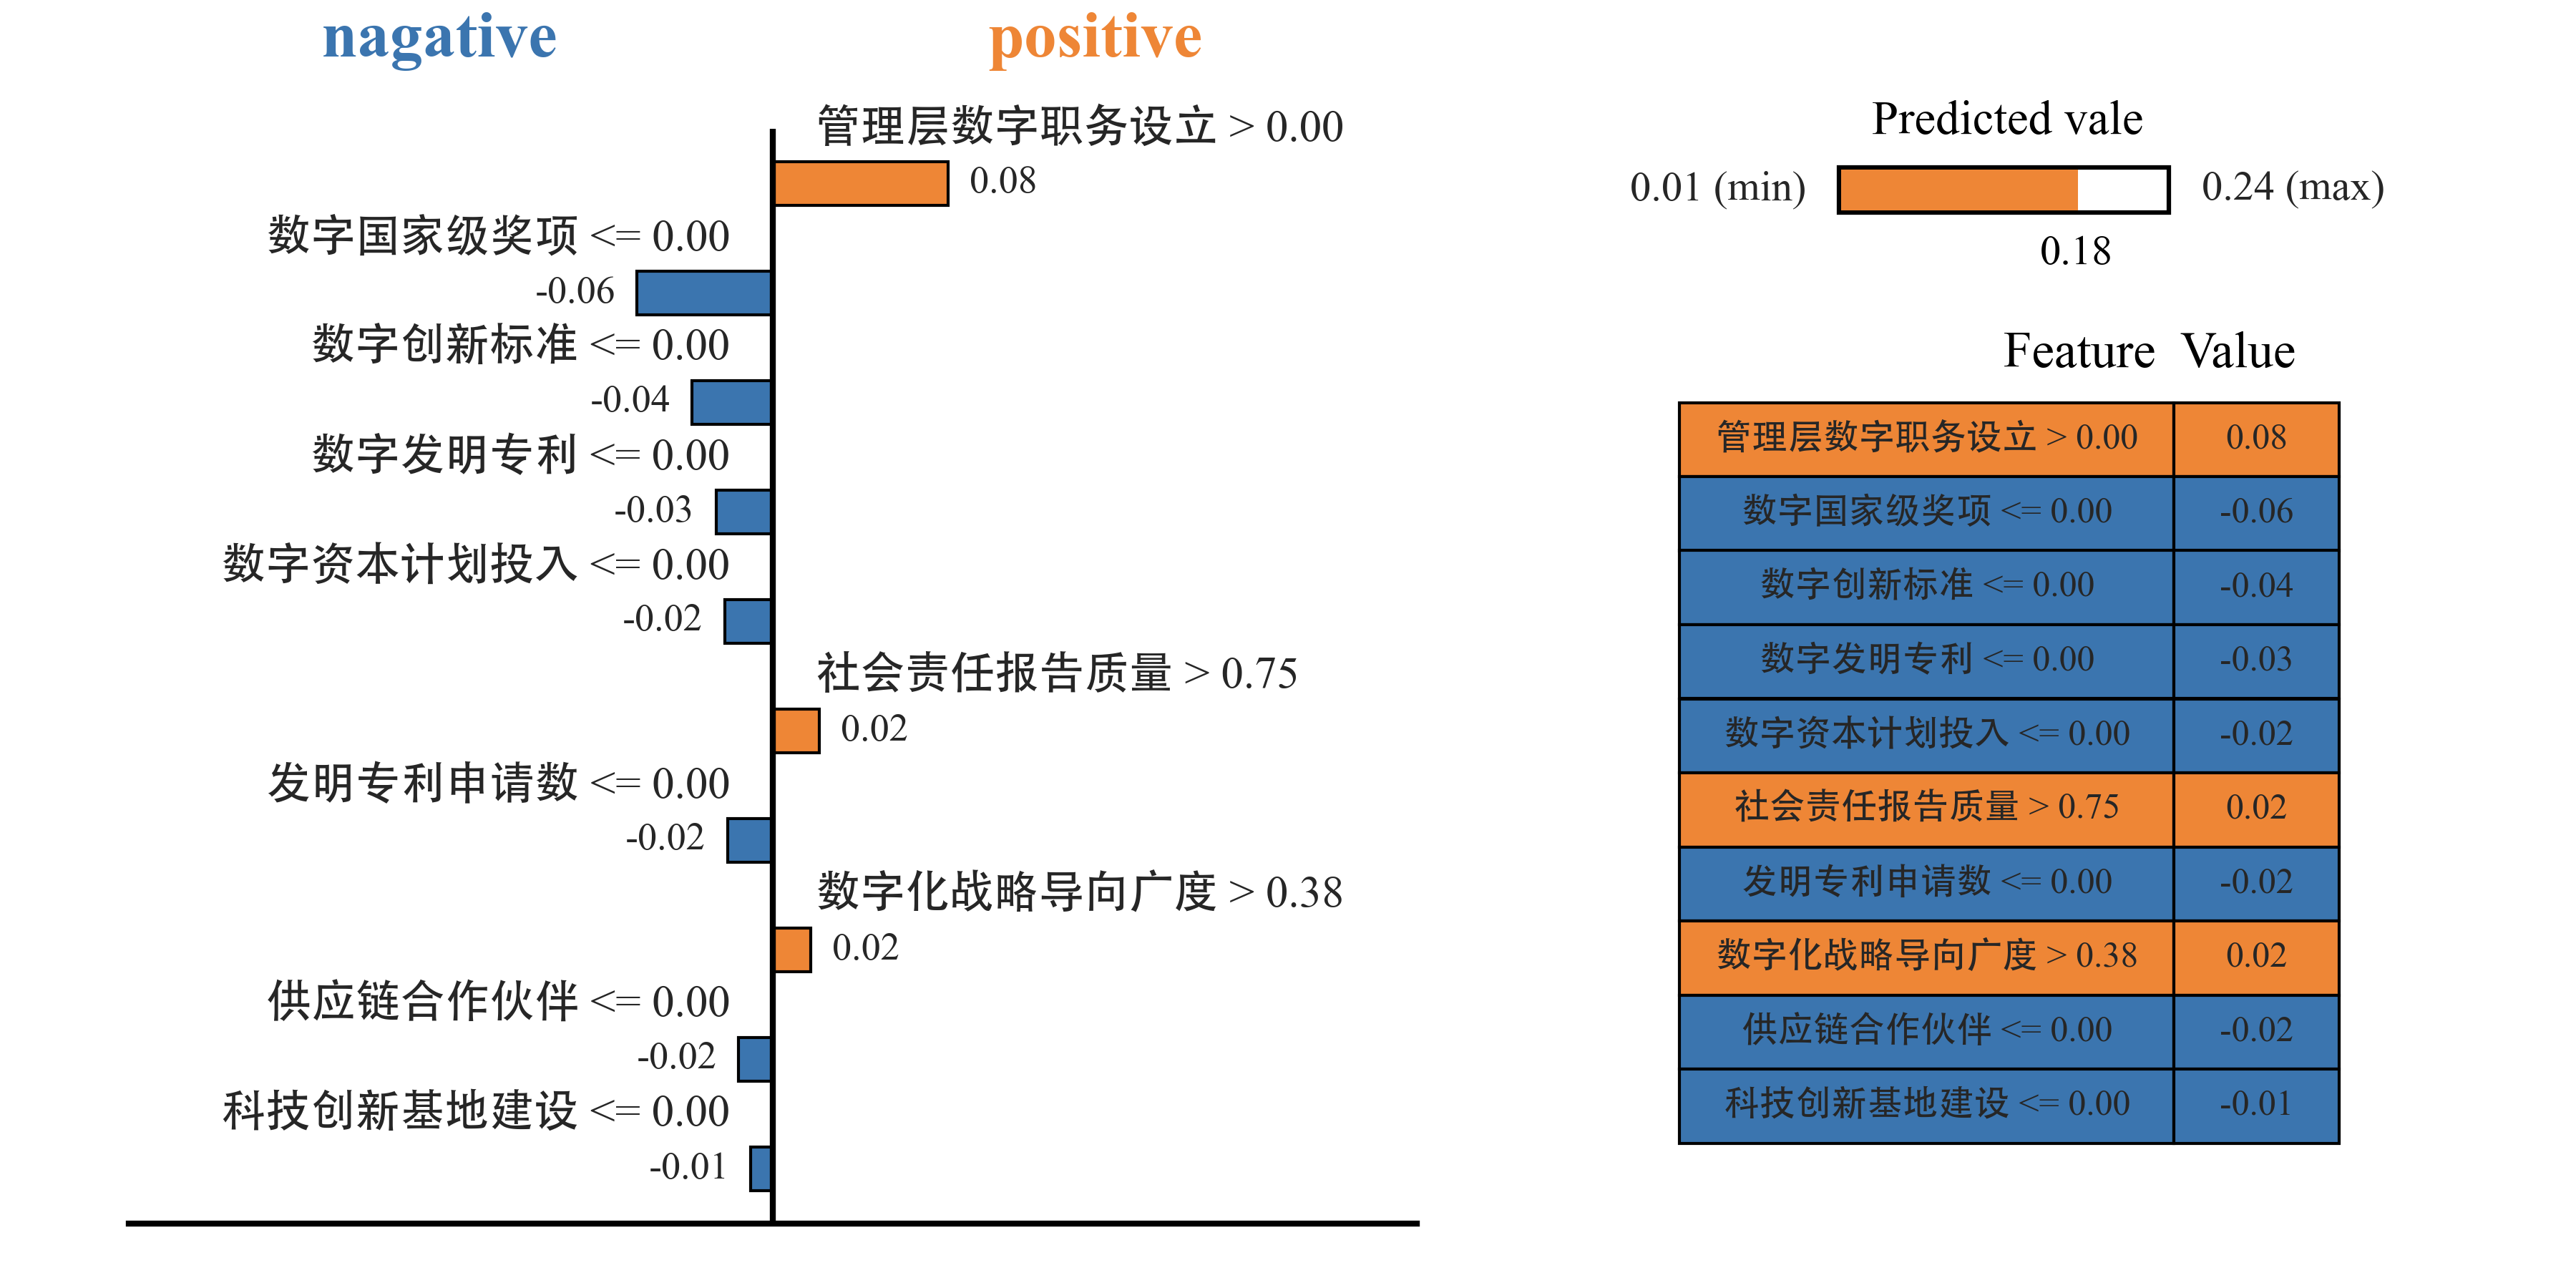 nagative
positive
管理层数字职务设立 > 0.00
0.08
数字国家级奖项 <= 0.00
-0.06
数字创新标准 <= 0.00
-0.04
数字发明专利 <= 0.00
-0.03
数字资本计划投入 <= 0.00
-0.02
社会责任报告质量 > 0.75
0.02
发明专利申请数 <= 0.00
-0.02
数字化战略导向广度 > 0.38
0.02
供应链合作伙伴 <= 0.00
-0.02
科技创新基地建设 <= 0.00
-0.01
Predicted vale
0.01 (min) 0.24 (max)
0.18
Feature Value
管理层数字职务设立 > 0.00 0.08
数字国家级奖项 <= 0.00 -0.06
数字创新标准 <= 0.00 -0.04
数字发明专利 <= 0.00 -0.03
数字资本计划投入 <= 0.00 -0.02
社会责任报告质量 > 0.75 0.02
发明专利申请数 <= 0.00 -0.02
数字化战略导向广度 > 0.38 0.02
供应链合作伙伴 <= 0.00 -0.02
科技创新基地建设 <= 0.00 -0.01